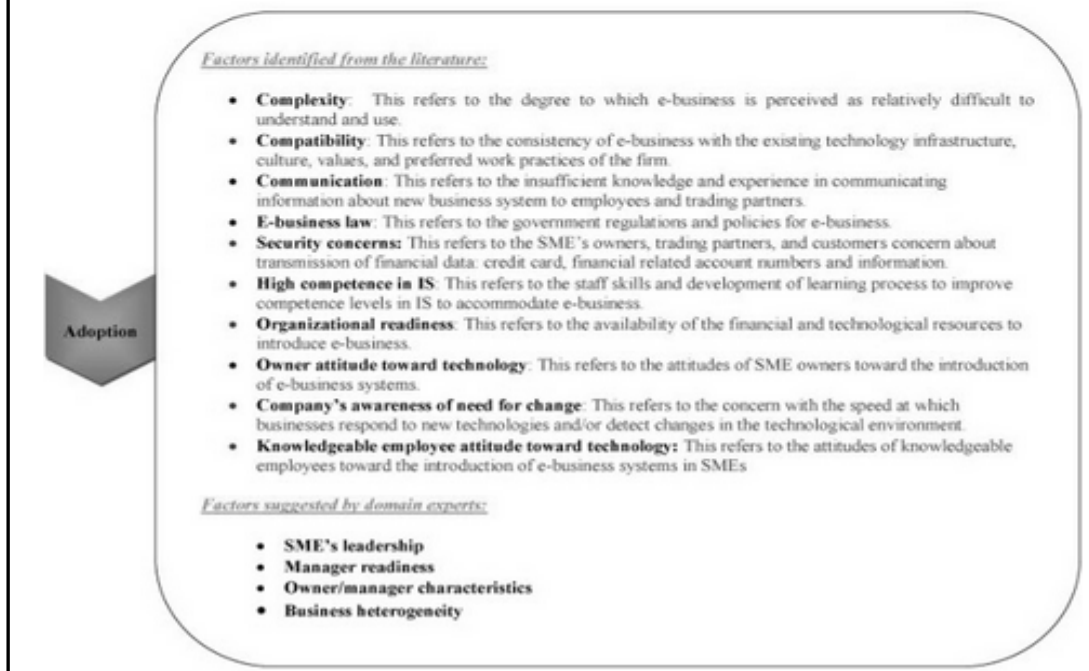 Factors identified from the literature:
• Complexity: This refers to the degree to which e-business is perceived as relatively difficult to
understand and use.
• Compatibility: This refers to the consistency of e-business with the existing technology infrastructure,
culture, values, and preferred work practices of the firm.
• Communication: This refers to the insufficient knowledge and experience in communicating
information about new business system to employees and trading partners.
• E-business law: This refers to the government regulations and policies for e-business.
• Security concerns: This refers to the SME's owners, trading partners, and customers concern about
transmission of financial data: credit card, financial related account numbers and information.
• High competence in IS: This refers to the staff skills and development of learning process to improve
competence levels in IS to accommodate e-business.
Adoption
• Organizational readiness: This refers to the availability of the financial and technological resources to
introduce e-business.
• Owner attitude toward technology: This refers to the attitudes of SME owners toward the introduction
of e-business systems.
• Company's awareness of need for change: This refers to the concern with the speed at which
businesses respond to new technologies and/or detect changes in the technological environment.
• Knowledgeable employee attitude toward technology: This refers to the attitudes of knowledgeable
employees toward the introduction of e-business systems in SMEs
Factors suggested by domain experts:
• SME's leadership
• Manager readiness
• Owner/manager characteristics
• Business heterogeneity